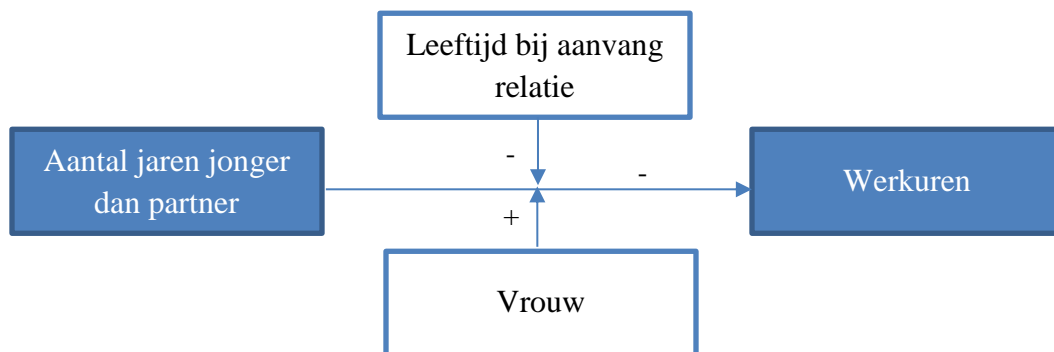 Leeftijd bij aanvang
relatie
Aantal jaren jonger
dan partner
-
-
Werkuren
+
Vrouw